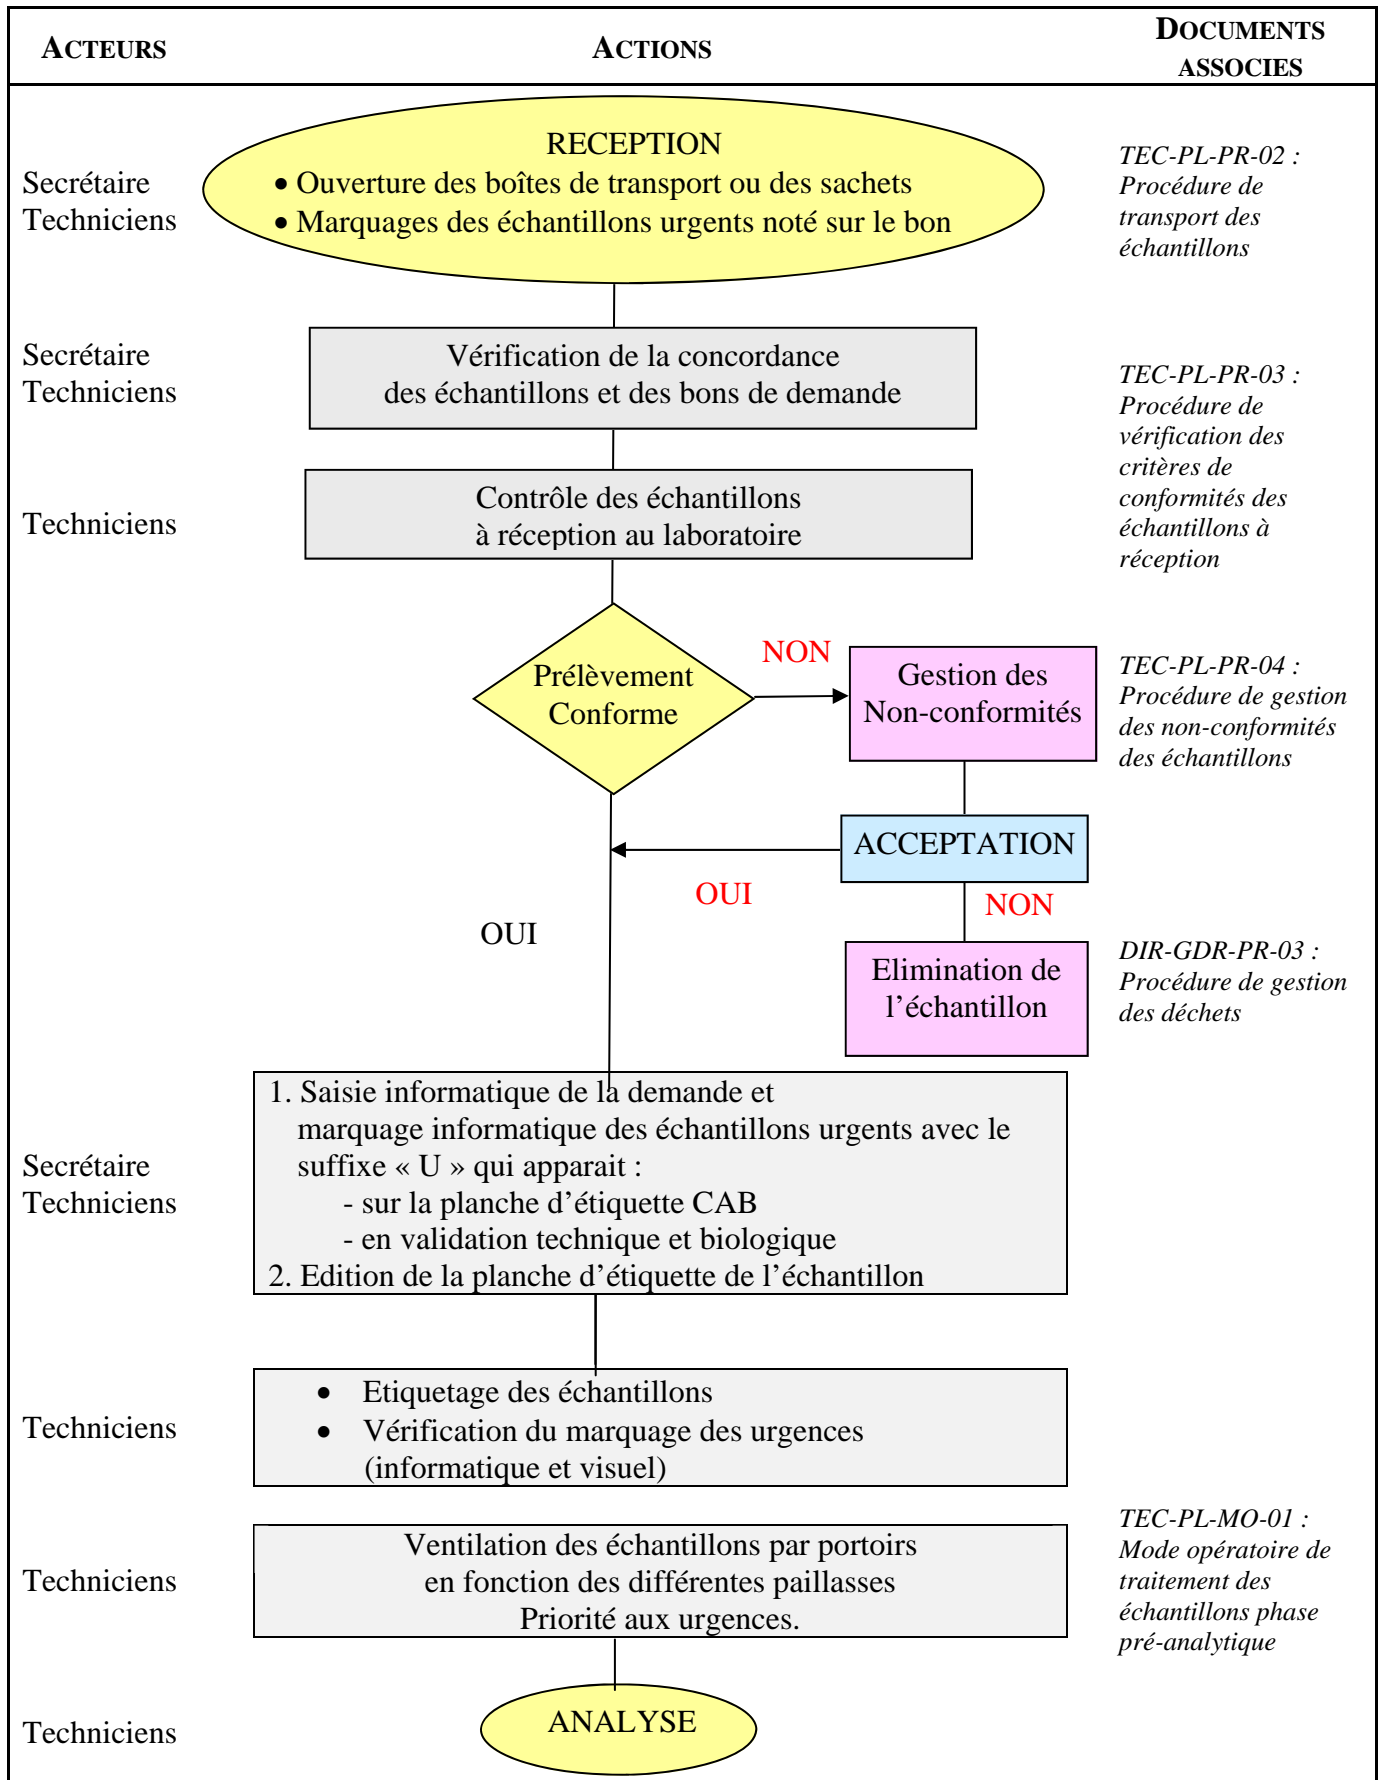 ACTEURS
ACTIONS
DOCUMENTS
ASSOCIES
Secrétaire
Techniciens
RECEPTION
• Ouverture des boîtes de transport ou des sachets
• Marquages des échantillons urgents noté sur le bon
TEC-PL-PR-02 :
Procédure de
transport des
échantillons
Secrétaire
Techniciens
Vérification de la concordance
des échantillons et des bons de demande
TEC-PL-PR-03 :
Procédure de
vérification des
critères de
conformités des
échantillons à
réception
Techniciens
Contrôle des échantillons
à réception au laboratoire
Prélèvement
Conforme
NON
Gestion des
Non-conformités
TEC-PL-PR-04 :
Procédure de gestion
des non-conformités
des échantillons
ACCEPTATION
OUI
NON
OUI
Elimination de
l’échantillon
DIR-GDR-PR-03 :
Procédure de gestion
des déchets
Secrétaire
Techniciens
1. Saisie informatique de la demande et
marquage informatique des échantillons urgents avec le
suffixe « U » qui apparait :
- sur la planche d’étiquette CAB
- en validation technique et biologique
2. Edition de la planche d’étiquette de l’échantillon
Techniciens
• Etiquetage des échantillons
• Vérification du marquage des urgences
(informatique et visuel)
Techniciens
Ventilation des échantillons par portoirs
en fonction des différentes paillasses
Priorité aux urgences.
TEC-PL-MO-01 :
Mode opératoire de
traitement des
échantillons phase
pré-analytique
Techniciens
ANALYSE